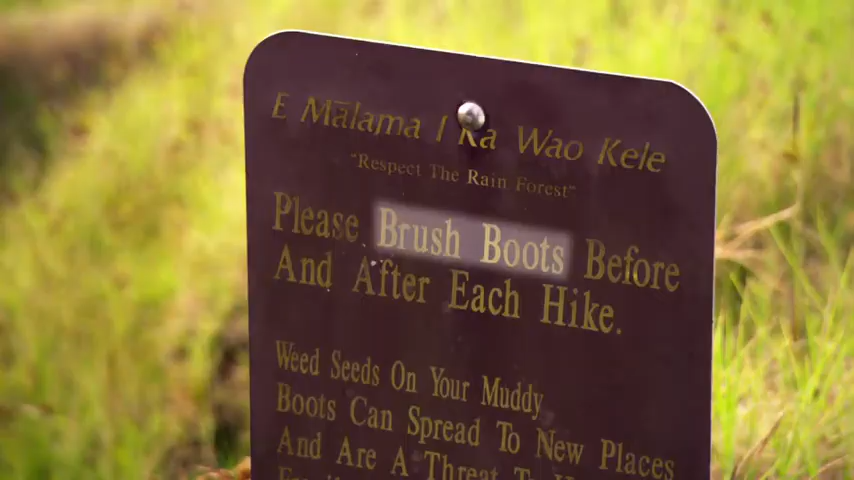 E Mālama I Ka Wao Kele
"Respect The Rain Forest"
Please Brush Boots Before
And After Each Hike.
Weed Seeds On Your Muddy
Boots Can Spread To New Places
And Are A Threat To